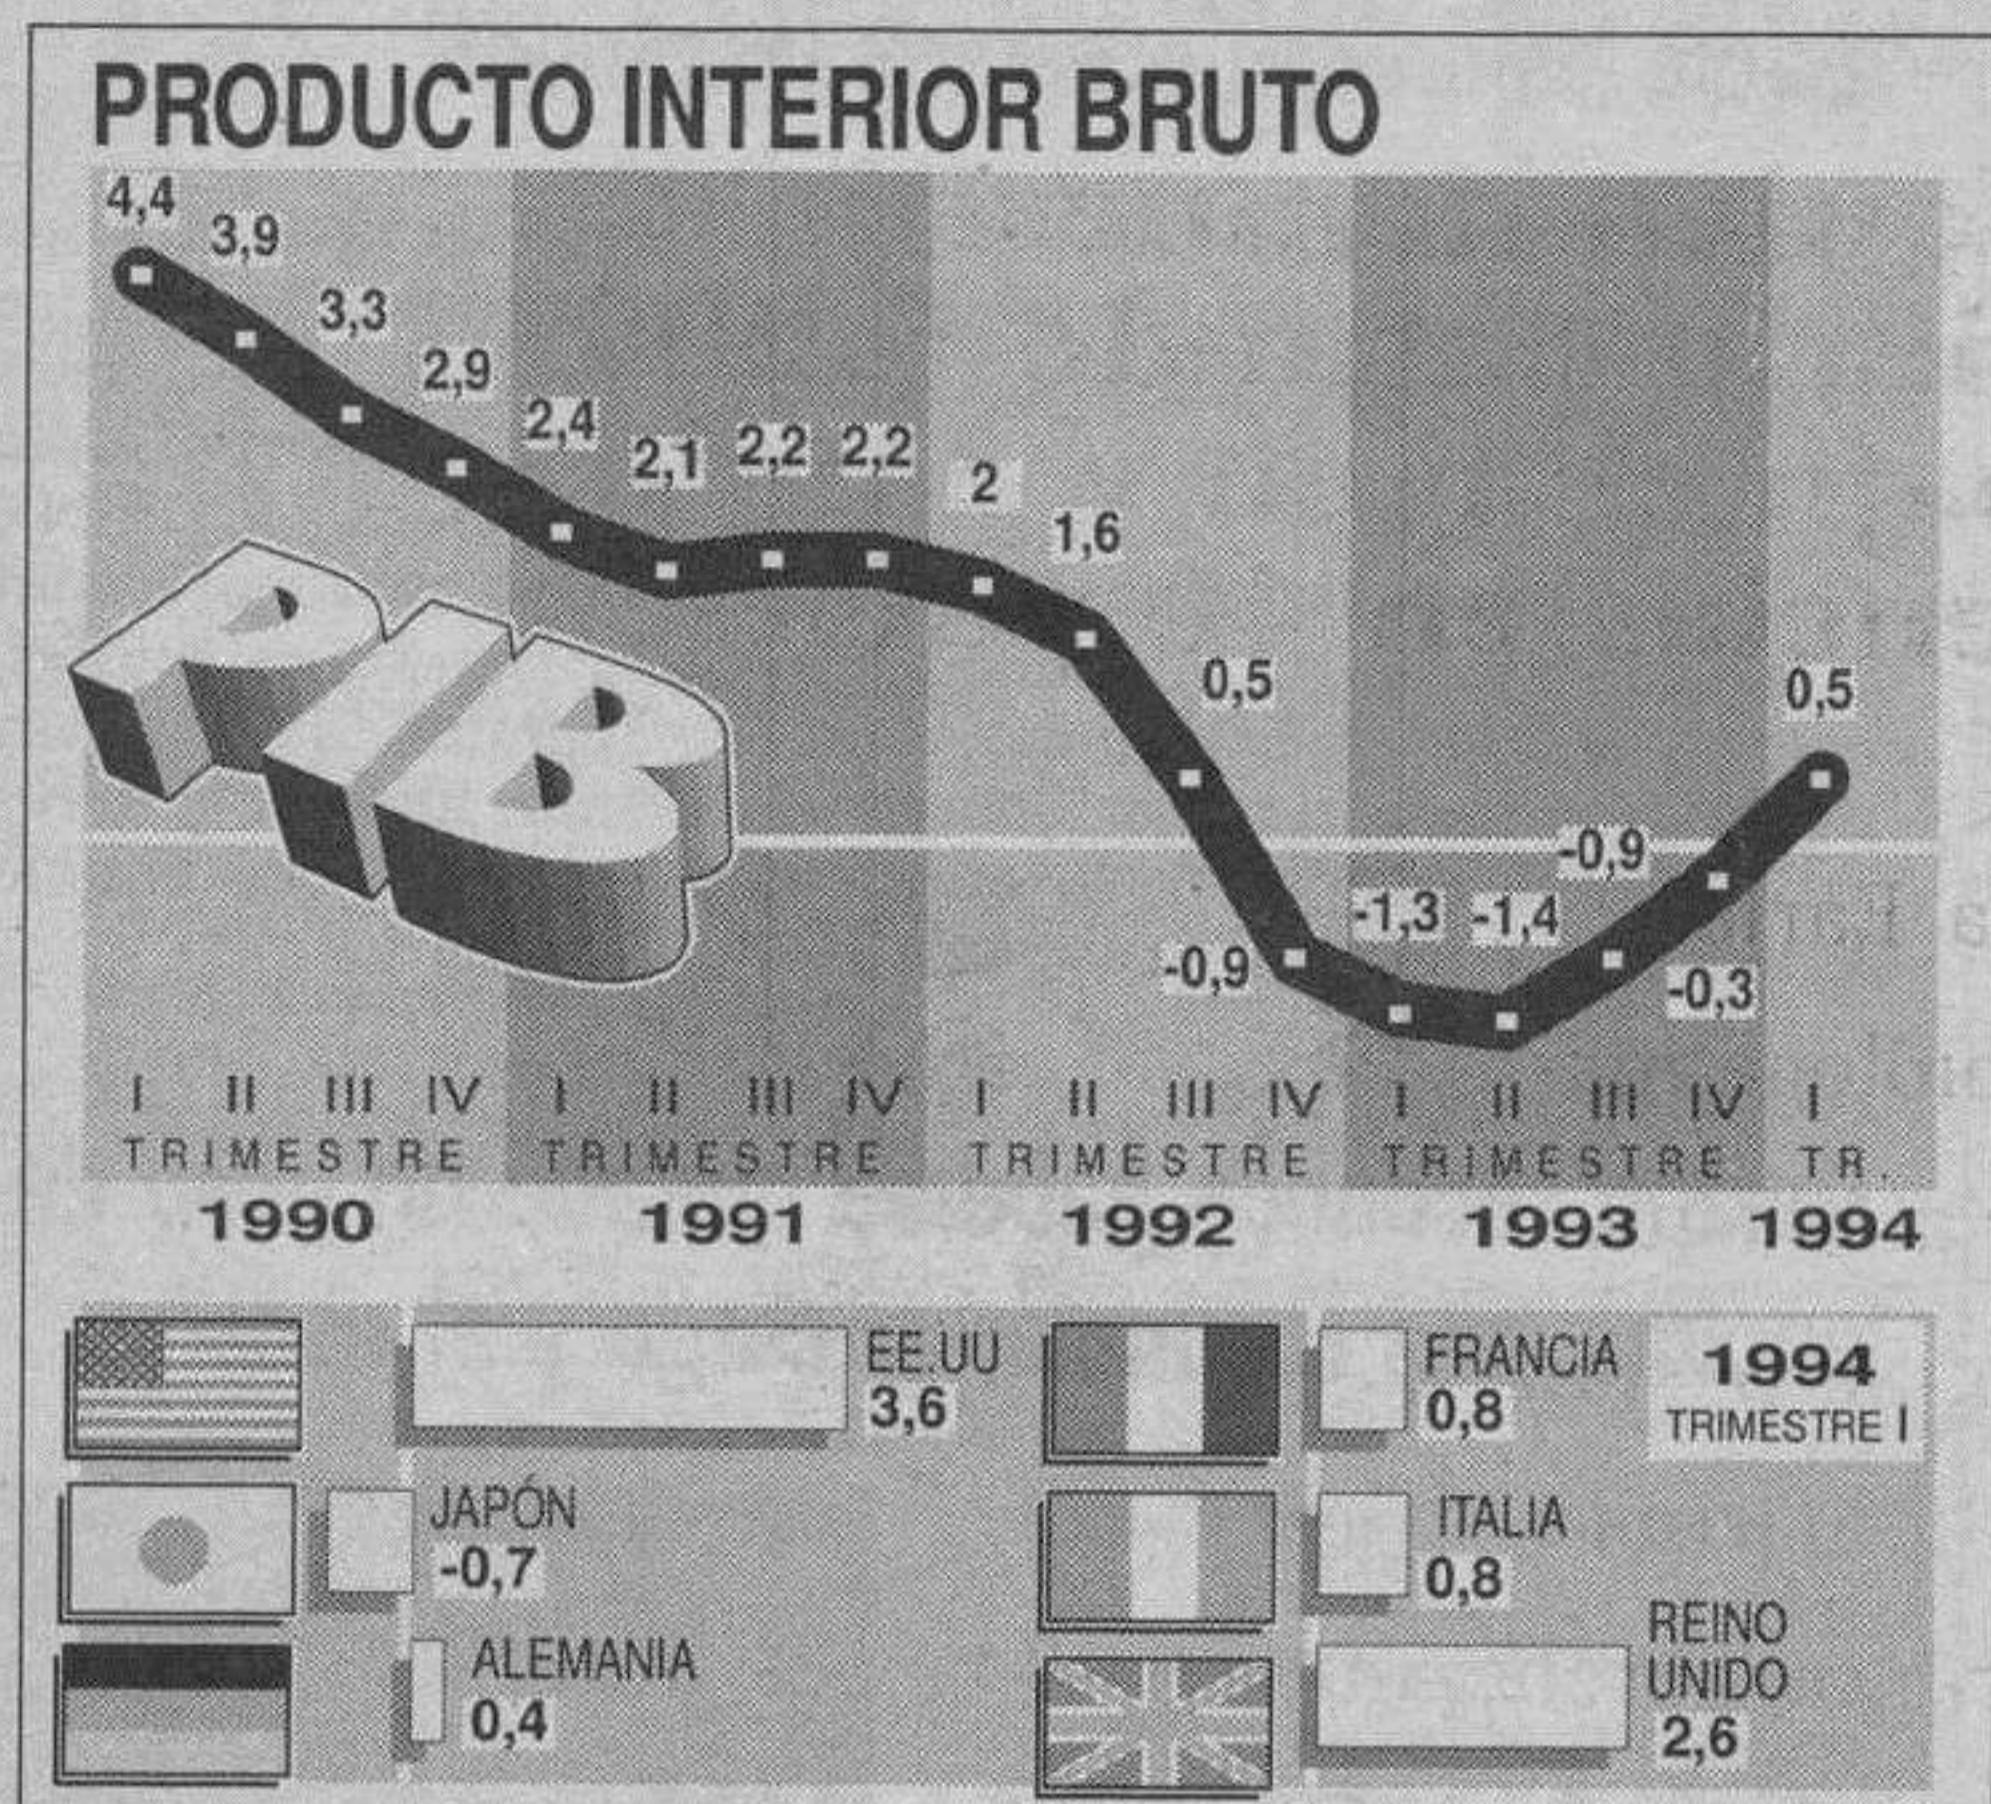 PRODUCTO INTERIOR BRUTO
4,4
3,9
3,3
2,9
2,4
2,1
2,2
2,2
2
1,6
0,5
-0,9
-1,3
-1,4
-0,9
-0,3
0,5
PIB
I II III IV I II III IV I II III IV I II III IV I
TRIMESTRE TRIMESTRE TRIMESTRE TRIMESTRE TR.
1990 1991 1992 1993 1994
EE.UU
3,6
JAPÓN
-0,7
ALEMANIA
0,4
FRANCIA
0,8
ITALIA
0,8
REINO
UNIDO
2,6
1994
TRIMESTRE I